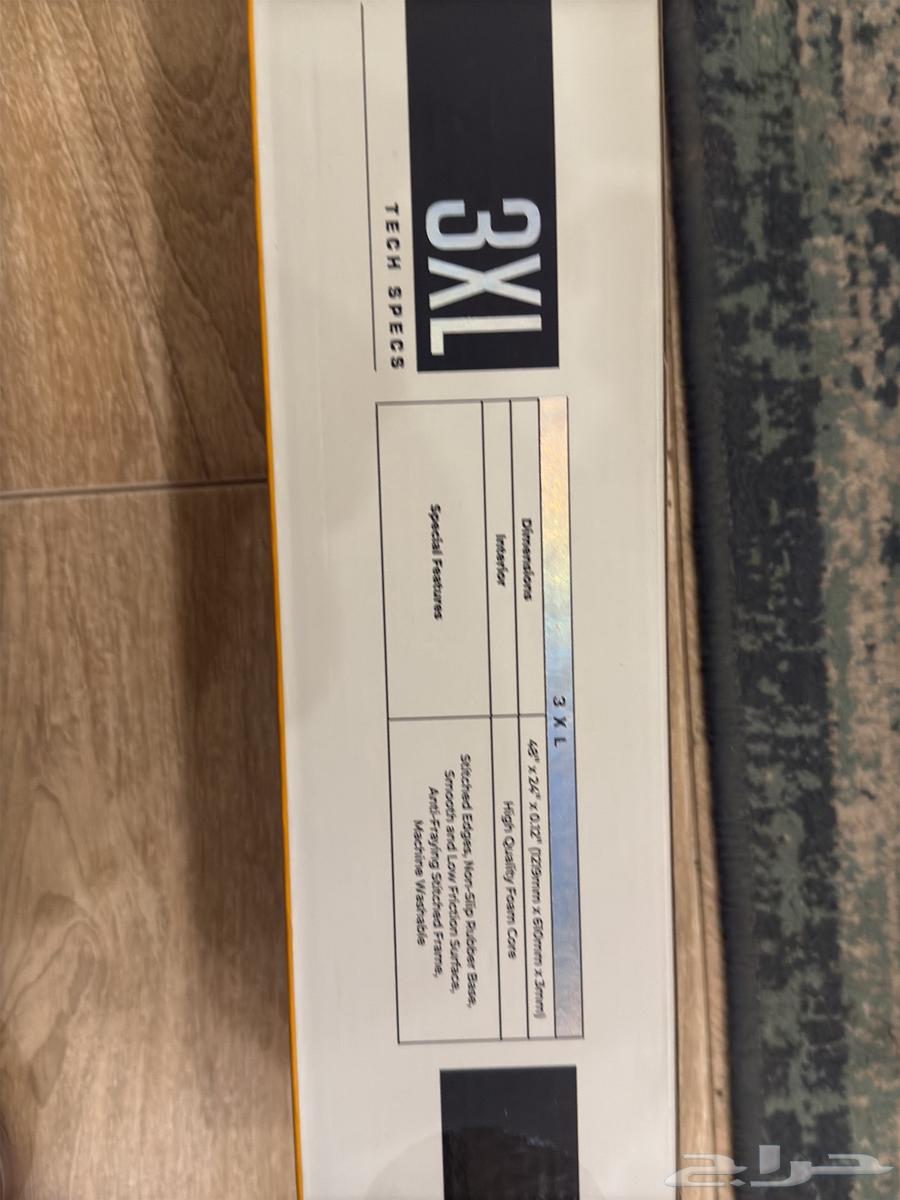 3XL
TECH SPECS
3XL
Dimensions
48" x 24" x 0.12" (1219mm x 610mm x 3mm)
Interior
High Quality Foam Core
Special Features
Stitched Edges, Non-Slip Rubber Base,
Smooth and Low Friction Surface,
Anti-Fraying Stitched Frame,
Machine Washable
حراج